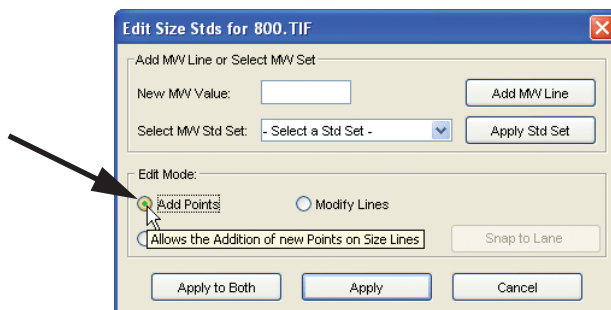 Edit Size Stds for 800.TIF
Add MW Line or Select MW Set
New MW Value:
Add MW Line
Select MW Std Set:
- Select a Std Set -
Apply Std Set
Edit Mode:
Add Points
Modify Lines
Allows the Addition of new Points on Size Lines
Snap to Lane
Apply to Both
Apply
Cancel